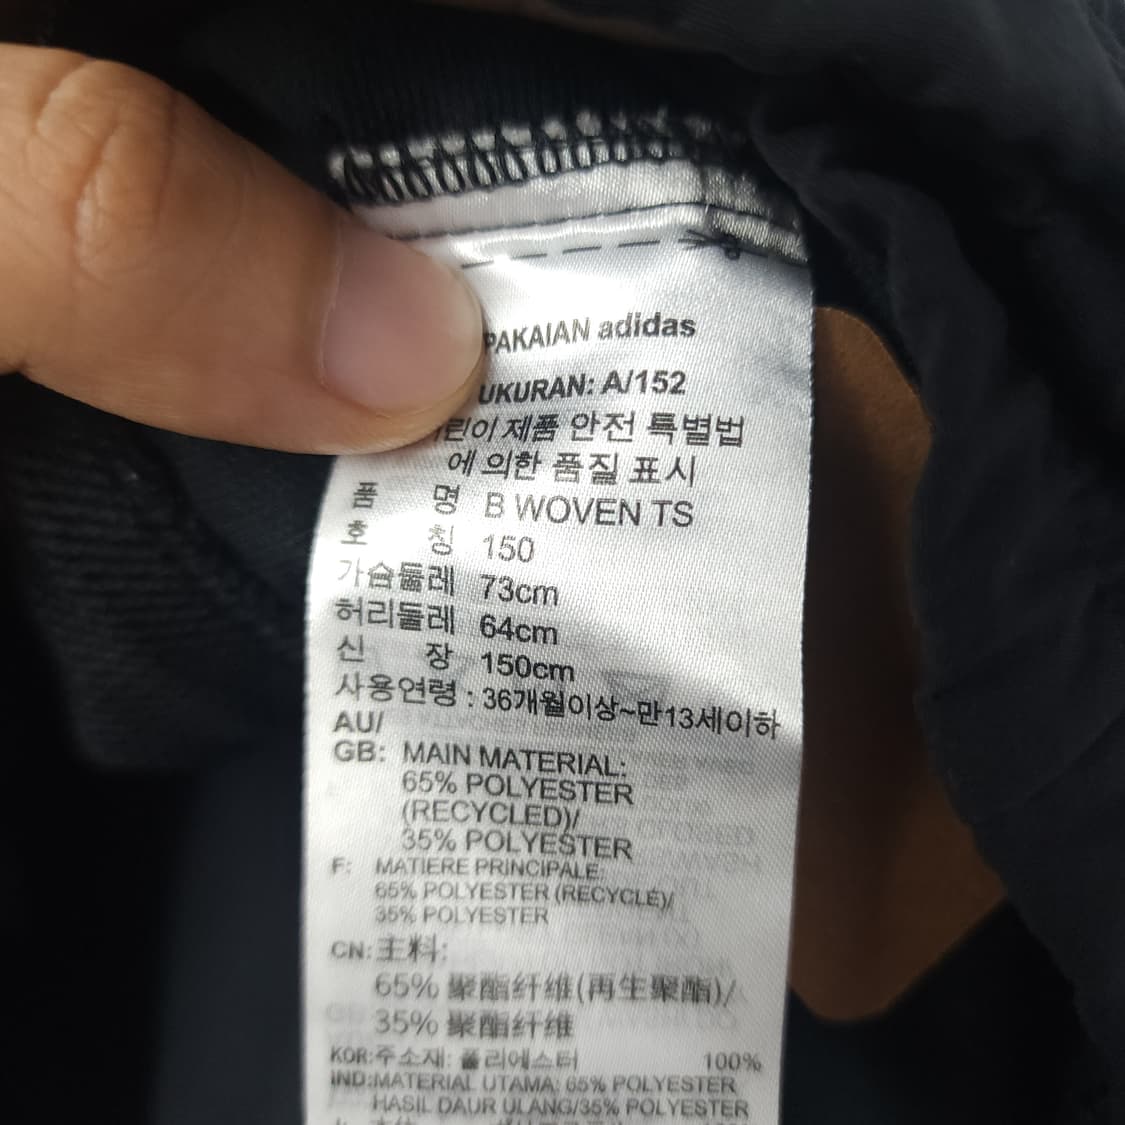 PAKAIAN adidas
UKURAN: A/152
린이 제품 안전 특별법
에 의한 품질 표시
품 명 B WOVEN TS
호 칭 150
가슴둘레 73cm
허리둘레 64cm
신 장 150cm
사용연령 : 36개월이상~만13세이하
AU/
GB: MAIN MATERIAL:
65% POLYESTER
(RECYCLED)/
35% POLYESTER
F: MATIERE PRINCIPALE:
65% POLYESTER (RECYCLÉ)/
35% POLYESTER
CN: 主料:
65% 聚酯纤维(再生聚酯)/
35% 聚酯纤维
KOR: 주소재: 폴리에스터 100%
IND: MATERIAL UTAMA: 65% POLYESTER
HASIL DAUR ULANG/35% POLYESTER